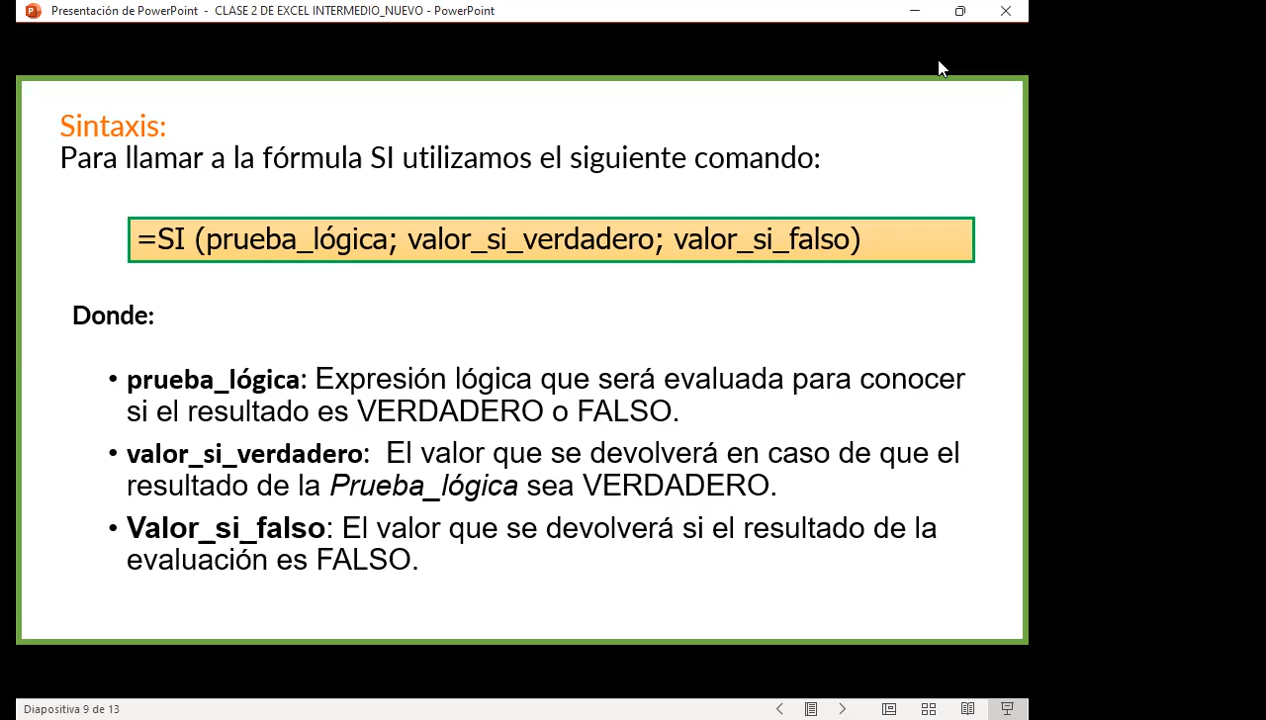 Presentación de PowerPoint - CLASE 2 DE EXCEL INTERMEDIO_NUEVO - PowerPoint
Sintaxis:
Para llamar a la fórmula SI utilizamos el siguiente comando:
=SI (prueba_lógica; valor_si_verdadero; valor_si_falso)
Donde:
• prueba_lógica: Expresión lógica que será evaluada para conocer
si el resultado es VERDADERO o FALSO.
• valor_si_verdadero: El valor que se devolverá en caso de que el
resultado de la Prueba_lógica sea VERDADERO.
• Valor_si_falso: El valor que se devolverá si el resultado de la
evaluación es FALSO.
Diapositiva 9 de 13